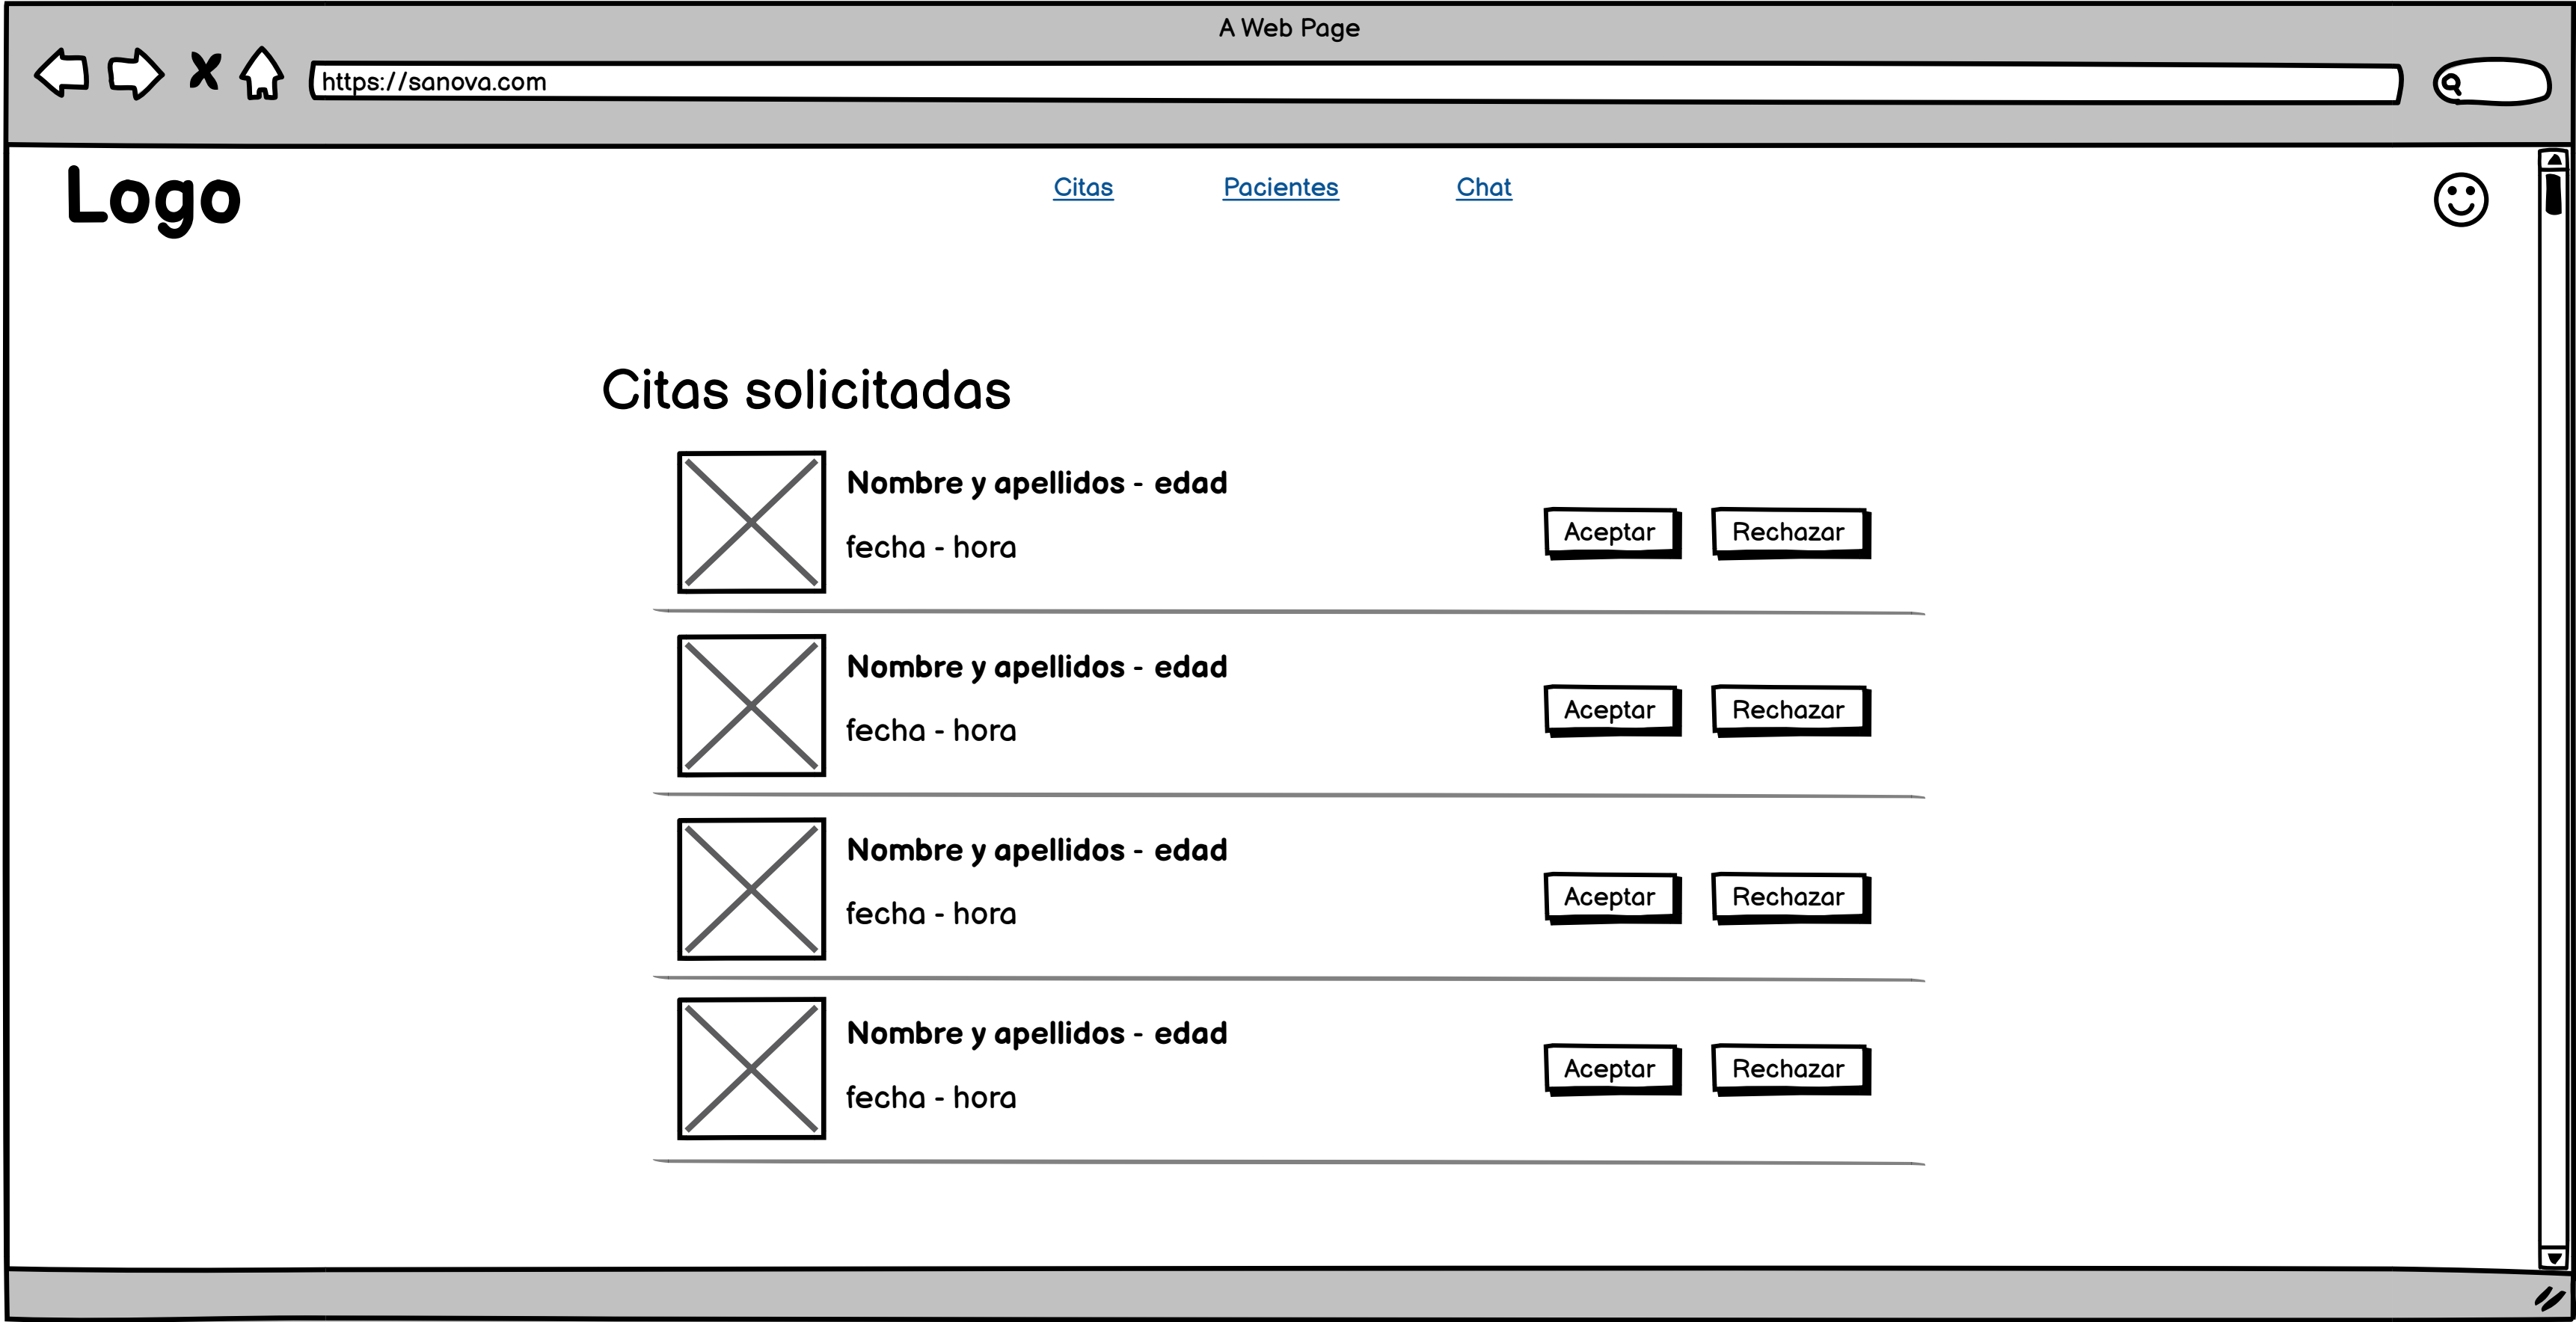 A Web Page
https://sanova.com
Logo
Citas Pacientes Chat
Citas solicitadas
Nombre y apellidos - edad
fecha - hora
Aceptar Rechazar
Nombre y apellidos - edad
fecha - hora
Aceptar Rechazar
Nombre y apellidos - edad
fecha - hora
Aceptar Rechazar
Nombre y apellidos - edad
fecha - hora
Aceptar Rechazar